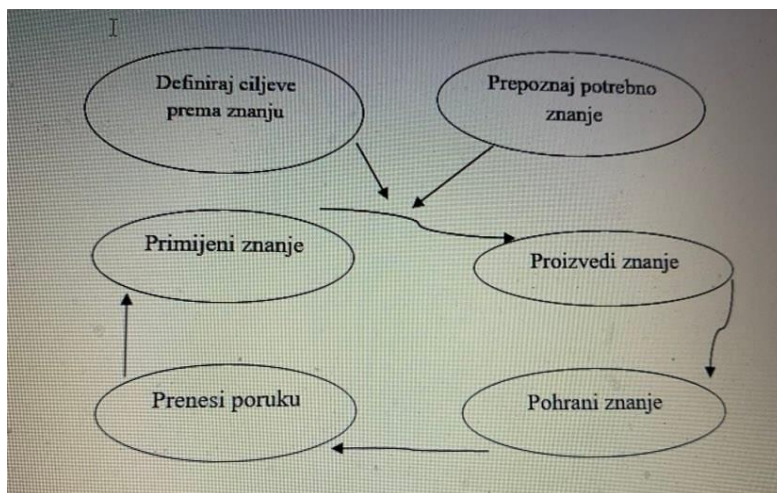 Definiraj ciljeve
prema znanju
Prepoznaj potrebno
znanje
Primijeni znanje
Proizvedi znanje
Prenesi poruku
Pohrani znanje